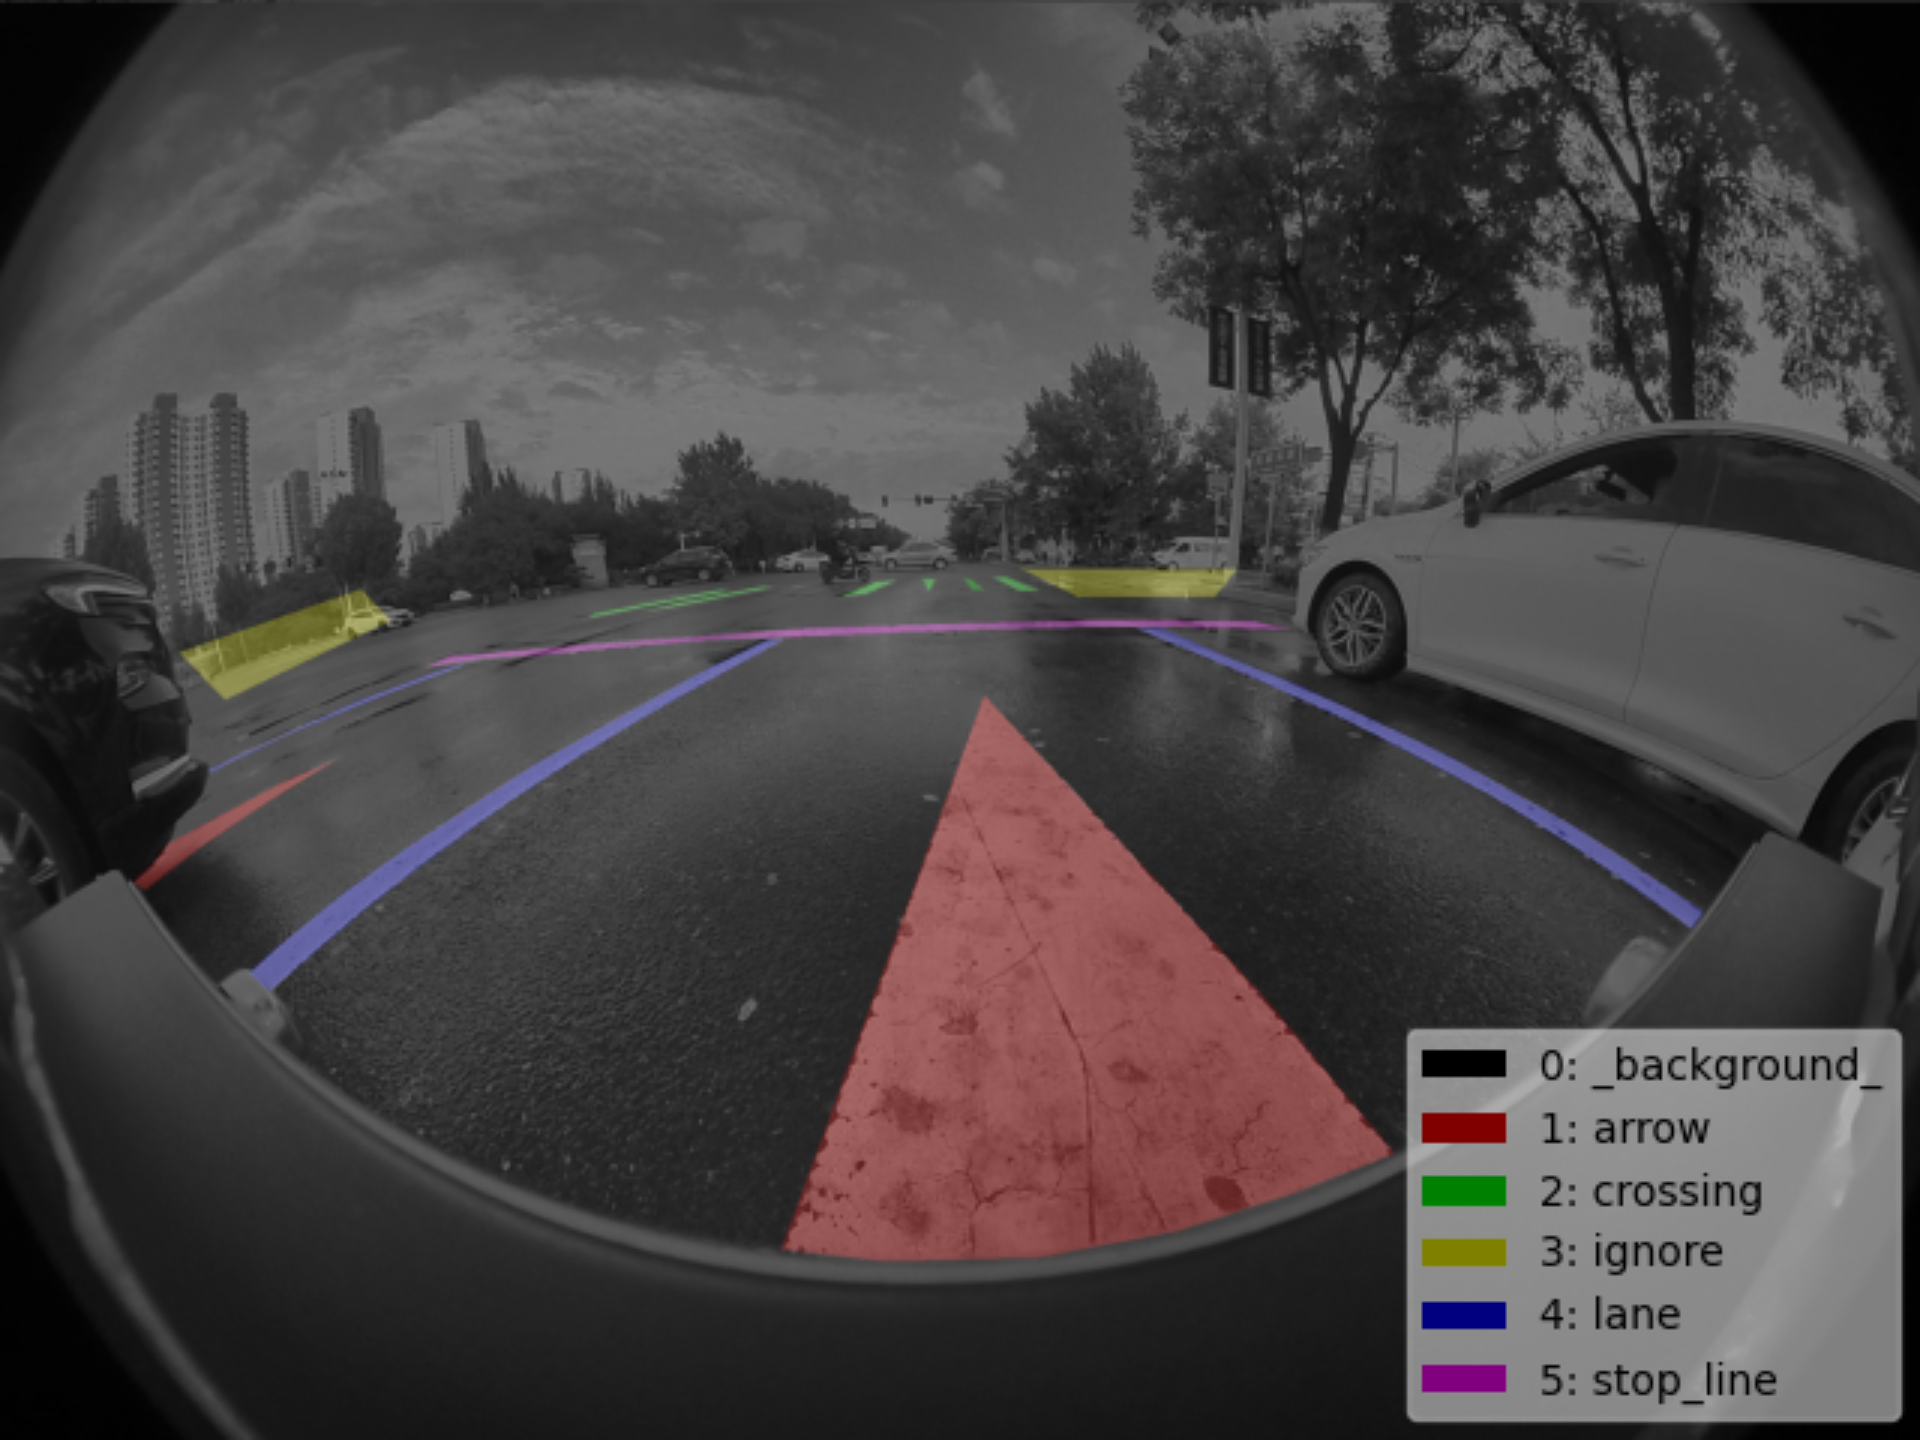 0: _background_
1: arrow
2: crossing
3: ignore
4: lane
5: stop_line